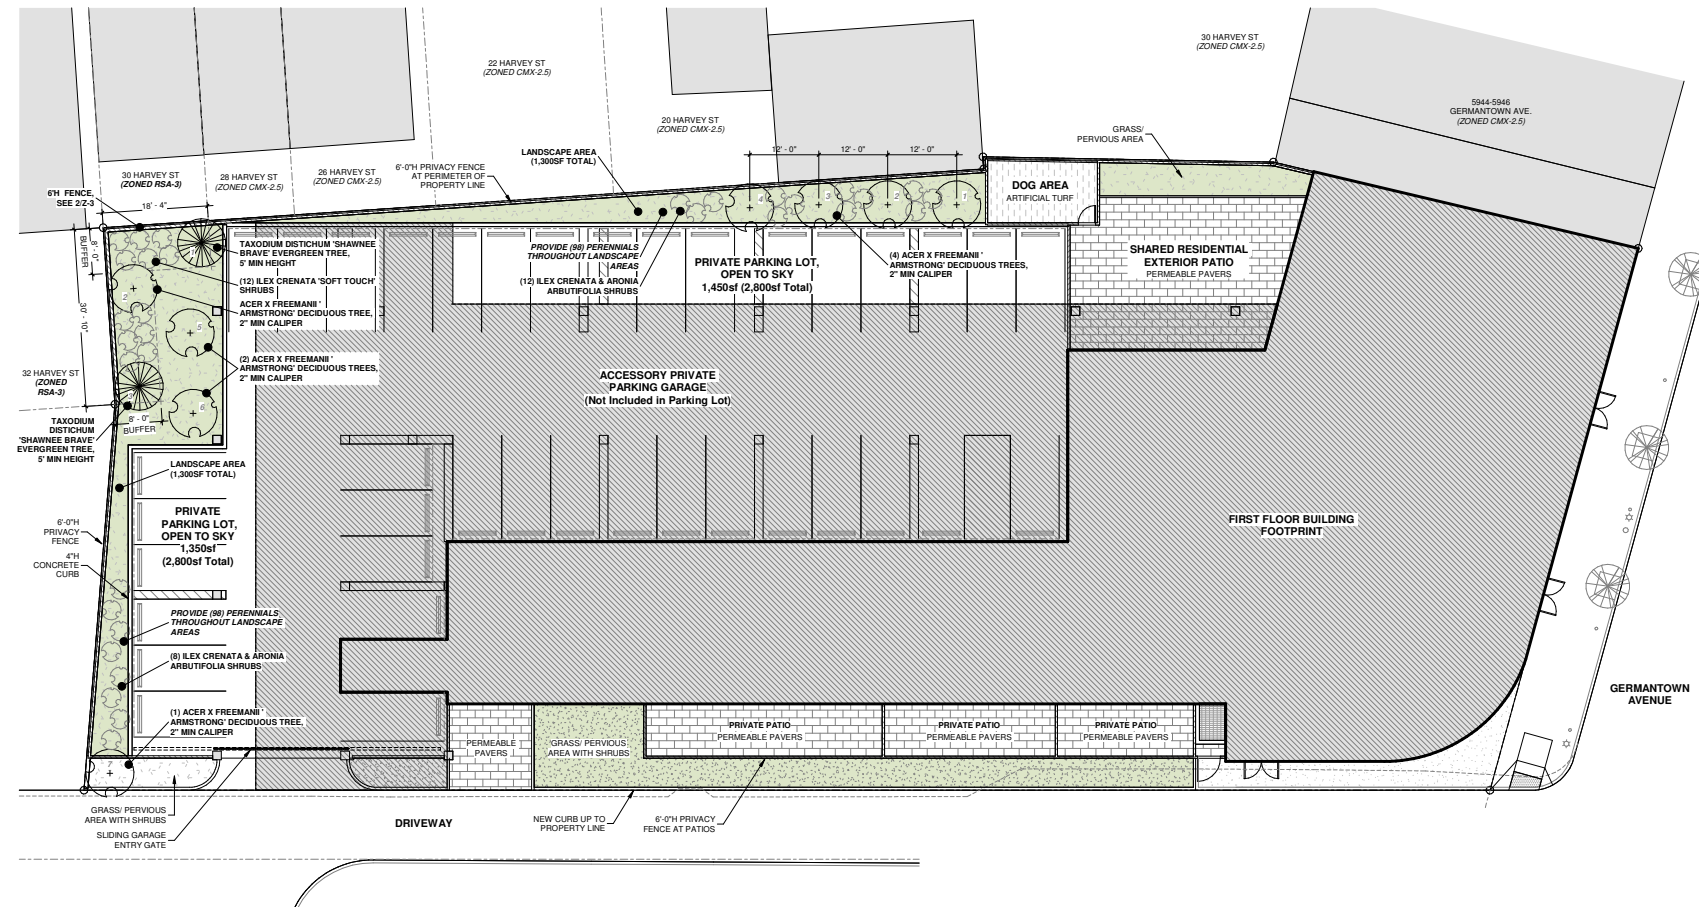 30 HARVEY ST
(ZONED CMX-2.5)
22 HARVEY ST
(ZONED CMX-2.5)
20 HARVEY ST
(ZONED CMX-2.5)
5944-5946
GERMANTOWN AVE.
(ZONED CMX-2.5)
GRASS/
PERVIOUS AREA
LANDSCAPE AREA
(1,300SF TOTAL)
12' - 0"
12' - 0"
12' - 0"
6'-0"H PRIVACY FENCE
AT PERIMETER OF
PROPERTY LINE
30 HARVEY ST
(ZONED RSA-3)
28 HARVEY ST
(ZONED CMX-2.5)
26 HARVEY ST
(ZONED CMX-2.5)
6'H FENCE,
SEE 2/Z-3
18' - 4"
DOG AREA
ARTIFICIAL TURF
4
3
2
1
8' - 0"
BUFFER
30' - 10"
TAXODIUM DISTICHUM 'SHAWNEE
BRAVE' EVERGREEN TREE,
5' MIN HEIGHT
(12) ILEX CRENATA 'SOFT TOUCH'
SHRUBS
ACER X FREEMANII '
ARMSTRONG' DECIDUOUS TREE,
2" MIN CALIPER
(2) ACER X FREEMANII '
ARMSTRONG' DECIDUOUS TREES,
2" MIN CALIPER
2
5
6
PROVIDE (98) PERENNIALS
THROUGHOUT LANDSCAPE
AREAS
(12) ILEX CRENATA & ARONIA
ARBUTIFOLIA SHRUBS
PRIVATE PARKING LOT,
OPEN TO SKY
1,450sf (2,800sf Total)
(4) ACER X FREEMANII '
ARMSTRONG' DECIDUOUS TREES,
2" MIN CALIPER
SHARED RESIDENTIAL
EXTERIOR PATIO
PERMEABLE PAVERS
32 HARVEY ST
(ZONED
RSA-3)
ACCESSORY PRIVATE
PARKING GARAGE
(Not Included in Parking Lot)
TAXODIUM
DISTICHUM
'SHAWNEE BRAVE'
EVERGREEN TREE,
5' MIN HEIGHT
8' - 0"
BUFFER
LANDSCAPE AREA
(1,300SF TOTAL)
PRIVATE
PARKING LOT,
OPEN TO SKY
1,350sf
(2,800sf Total)
6'-0"H
PRIVACY
FENCE
4"H
CONCRETE
CURB
FIRST FLOOR BUILDING
FOOTPRINT
PROVIDE (98) PERENNIALS
THROUGHOUT LANDSCAPE
AREAS
(8) ILEX CRENATA & ARONIA
ARBUTIFOLIA SHRUBS
(1) ACER X FREEMANII '
ARMSTRONG' DECIDUOUS TREE,
2" MIN CALIPER
7
GERMANTOWN
AVENUE
PERMEABLE
PAVERS
GRASS/ PERVIOUS
AREA WITH SHRUBS
PRIVATE PATIO
PERMEABLE PAVERS
PRIVATE PATIO
PERMEABLE PAVERS
PRIVATE PATIO
PERMEABLE PAVERS
GRASS/ PERVIOUS
AREA WITH SHRUBS
SLIDING GARAGE
ENTRY GATE
DRIVEWAY
NEW CURB UP TO
PROPERTY LINE
6'-0"H PRIVACY
FENCE AT PATIOS